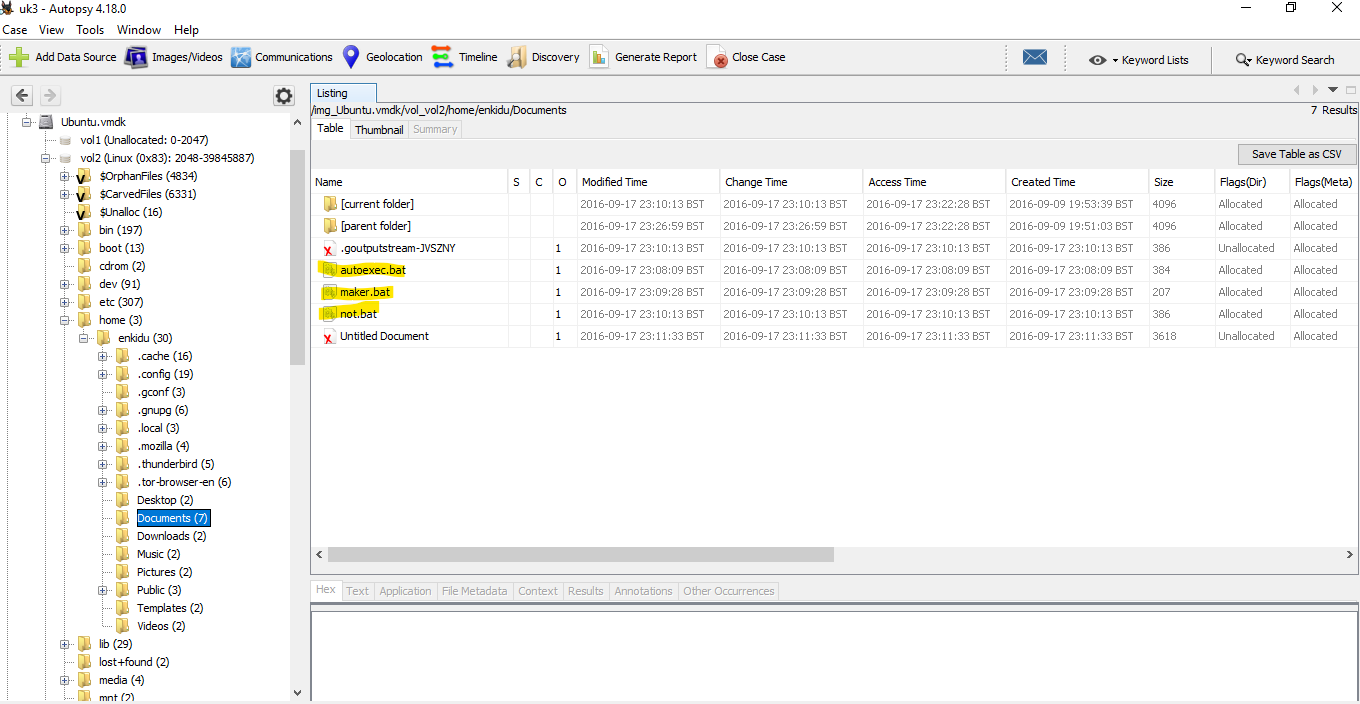 uk3 - Autopsy 4.18.0
Case View Tools Window Help
Add Data Source Images/Videos Communications Geolocation Timeline Discovery Generate Report Close Case Keyword Lists Keyword Search
Ubuntu.vmdk
vol1 (Unallocated: 0-2047)
vol2 (Linux (0x83): 2048-39845887)
$OrphanFiles (4834)
$CarvedFiles (6331)
$Unalloc (16)
bin (197)
boot (13)
cdrom (2)
dev (91)
etc (307)
home (3)
enkidu (30)
.cache (16)
.config (19)
.gconf (3)
.gnupg (6)
.local (3)
.mozilla (4)
.thunderbird (5)
.tor-browser-en (6)
Desktop (2)
Documents (7)
Downloads (2)
Music (2)
Pictures (2)
Public (3)
Templates (2)
Videos (2)
lib (29)
lost+found (2)
media (4)
mnt (2)
Listing
/img_Ubuntu.vmdk/vol_vol2/home/enkidu/Documents 7 Results
Table Thumbnail Summary
Save Table as CSV
Name S C O Modified Time Change Time Access Time Created Time Size Flags(Dir) Flags(Meta)
[current folder] 2016-09-17 23:10:13 BST 2016-09-17 23:10:13 BST 2016-09-17 23:22:28 BST 2016-09-09 19:53:39 BST 4096 Allocated Allocated
[parent folder] 2016-09-17 23:26:59 BST 2016-09-17 23:26:59 BST 2016-09-17 23:22:28 BST 2016-09-09 19:51:03 BST 4096 Allocated Allocated
.goutputstream-JVSZNY 1 2016-09-17 23:10:13 BST 2016-09-17 23:10:13 BST 2016-09-17 23:10:13 BST 2016-09-17 23:10:13 BST 386 Unallocated Allocated
autoexec.bat 1 2016-09-17 23:08:09 BST 2016-09-17 23:08:09 BST 2016-09-17 23:08:09 BST 2016-09-17 23:08:09 BST 384 Allocated Allocated
maker.bat 1 2016-09-17 23:09:28 BST 2016-09-17 23:09:28 BST 2016-09-17 23:09:28 BST 2016-09-17 23:09:28 BST 207 Allocated Allocated
not.bat 1 2016-09-17 23:10:13 BST 2016-09-17 23:10:13 BST 2016-09-17 23:10:13 BST 2016-09-17 23:10:13 BST 386 Allocated Allocated
Untitled Document 1 2016-09-17 23:11:33 BST 2016-09-17 23:11:33 BST 2016-09-17 23:11:33 BST 2016-09-17 23:11:33 BST 3618 Unallocated Allocated
Hex Text Application File Metadata Context Results Annotations Other Occurrences